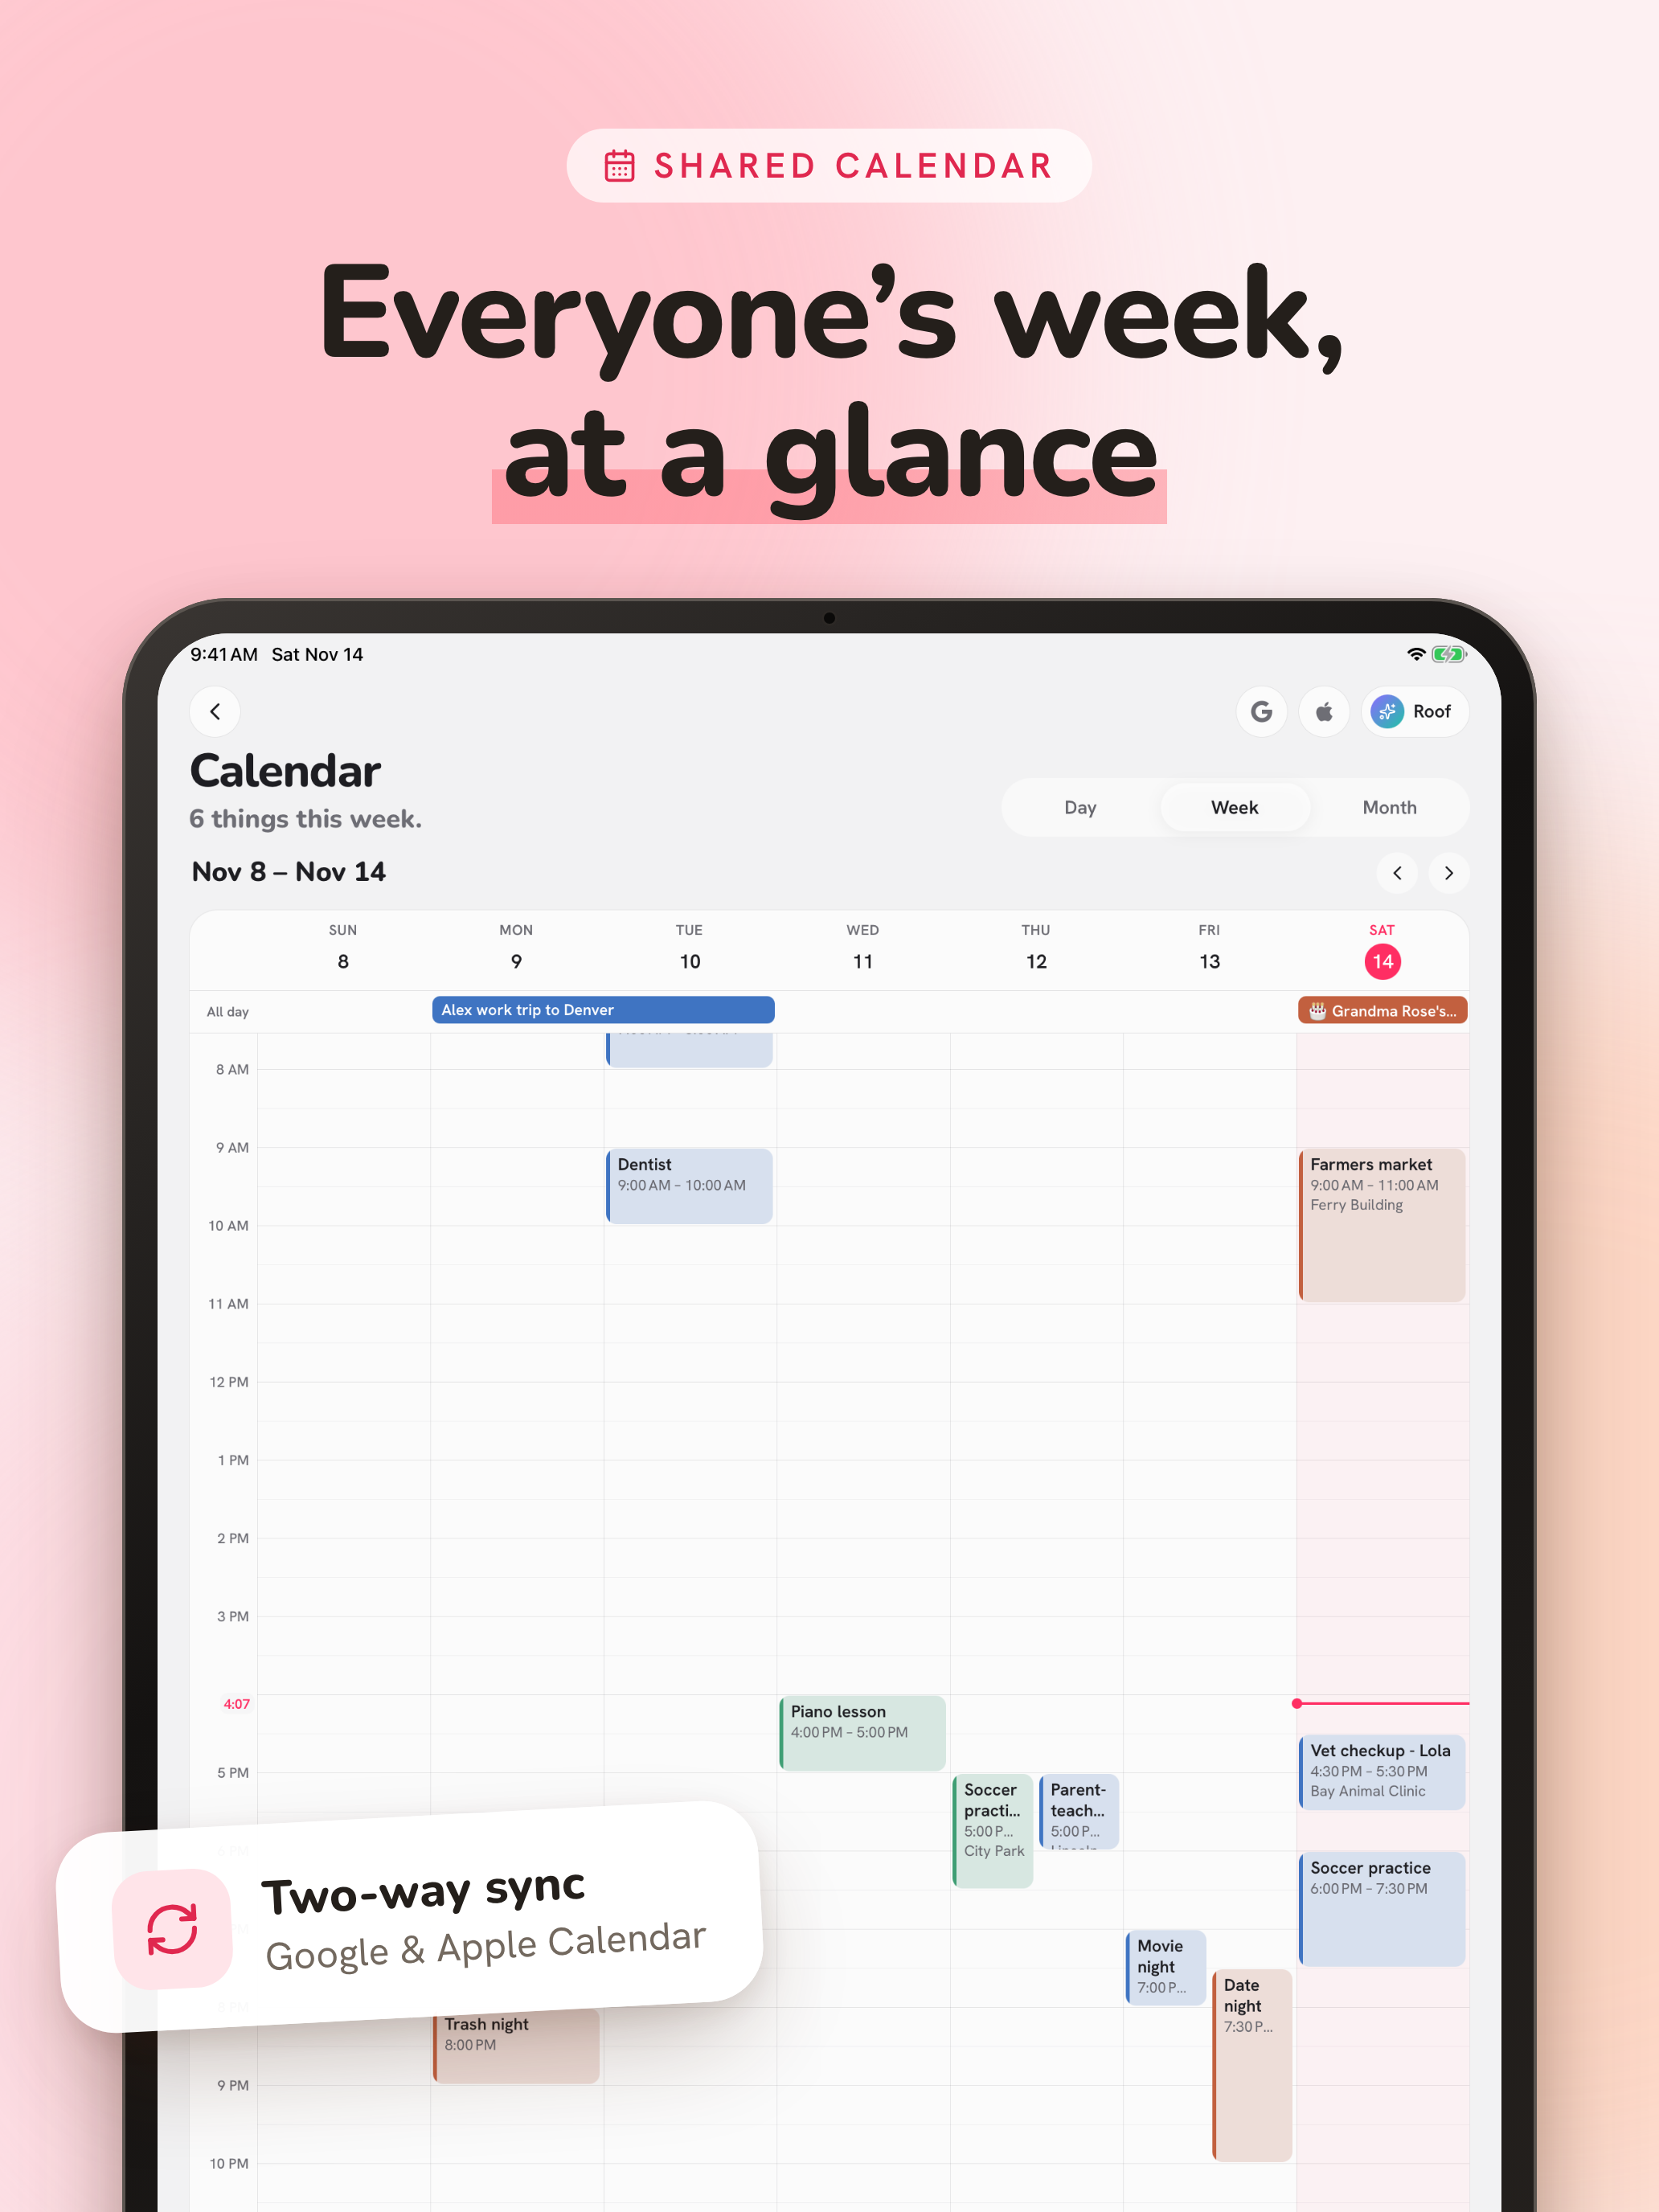 SHARED CALENDAR
Everyone’s week,
at a glance
9:41 AM Sat Nov 14
Roof
Calendar
6 things this week.
Day Week Month
Nov 8 – Nov 14
SUN MON TUE WED THU FRI SAT
8 9 10 11 12 13 14
All day
Alex work trip to Denver
🎂 Grandma Rose's...
8 AM
9 AM
Dentist
9:00 AM – 10:00 AM
Farmers market
9:00 AM – 11:00 AM
Ferry Building
10 AM
11 AM
12 PM
1 PM
2 PM
3 PM
4:07
Piano lesson
4:00 PM – 5:00 PM
Vet checkup - Lola
4:30 PM – 5:30 PM
Bay Animal Clinic
5 PM
Soccer
practi...
5:00 P...
City Park
Parent-
teach...
5:00 P...
Soccer practice
6:00 PM – 7:30 PM
Two-way sync
Google & Apple Calendar
Movie
night
7:00 P...
Date
night
7:30 P...
Trash night
8:00 PM
9 PM
10 PM